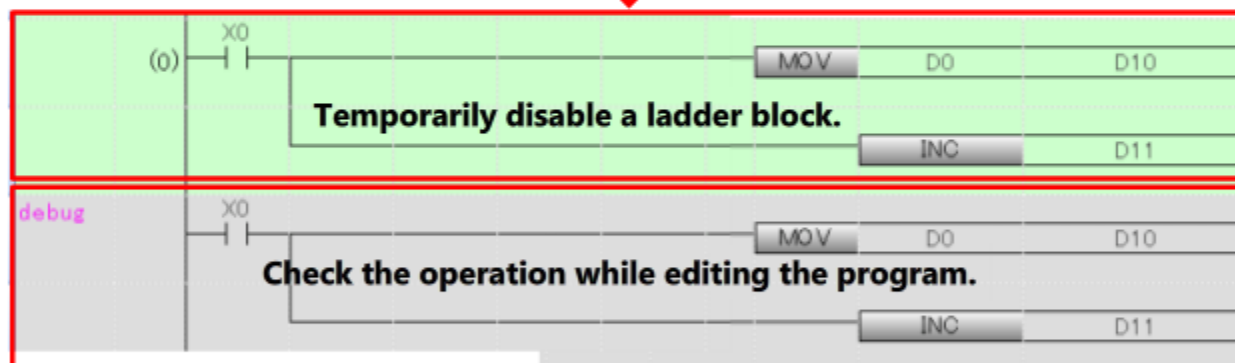 X0
(0) MOV D0 D10
Temporarily disable a ladder block.
INC D11
debug X0
MOV D0 D10
Check the operation while editing the program.
INC D11